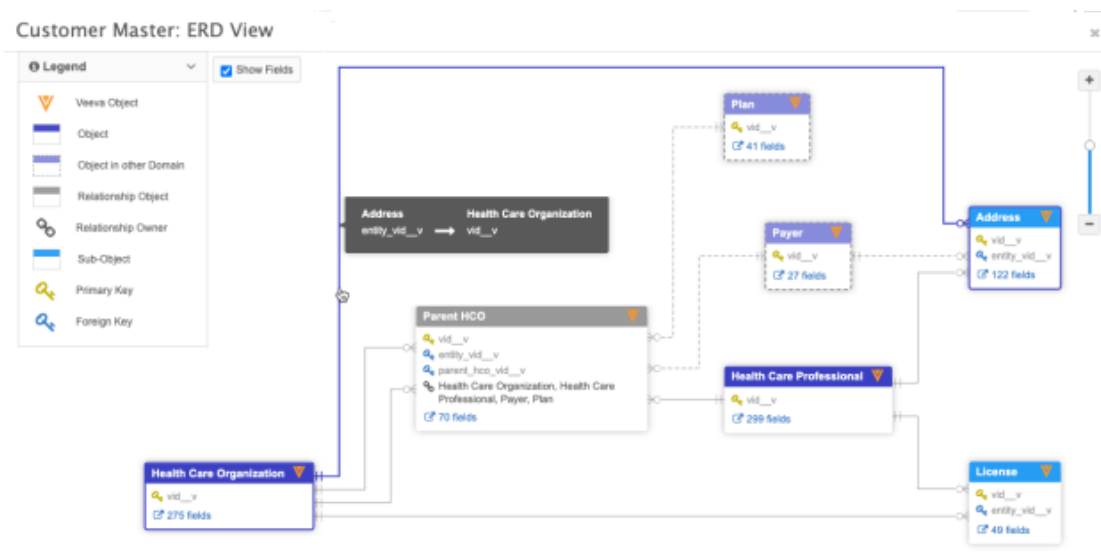 Customer Master: ERD View
Legend
Show Fields
Veeva Object
Object
Object in other Domain
Relationship Object
Relationship Owner
Sub-Object
Primary Key
Foreign Key
Plan
vid__v
41 fields
Address Health Care Organization
entity_vid__v → vid__v
Address
vid__v
entity_vid__v
122 fields
Payer
vid__v
27 fields
Parent HCO
vid__v
entity_vid__v
parent_hco_vid__v
Health Care Organization, Health Care
Professional, Payer, Plan
70 fields
Health Care Professional
vid__v
299 fields
Health Care Organization
vid__v
275 fields
License
vid__v
entity_vid__v
49 fields